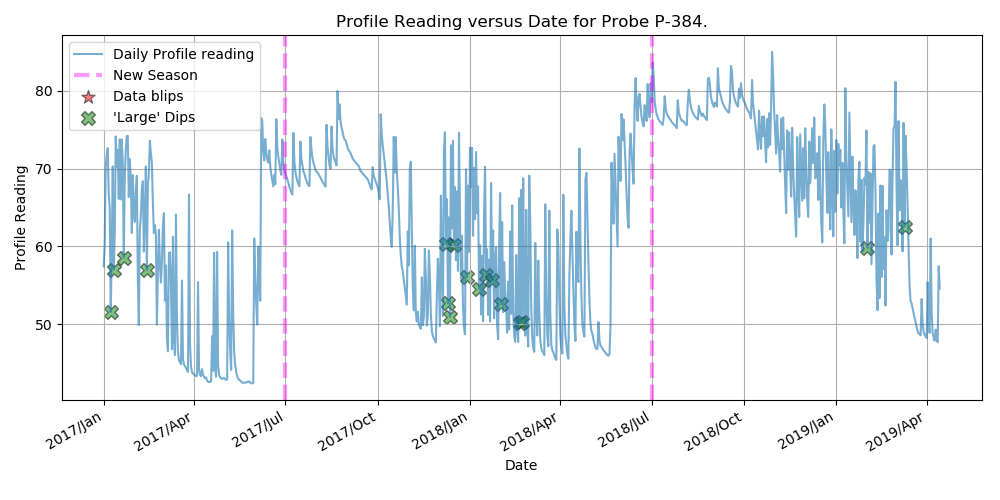 Profile Reading versus Date for Probe P-384.
Daily Profile reading
New Season
Data blips
'Large' Dips
Profile Reading
80
70
60
50
2017/Jan
2017/Apr
2017/Jul
2017/Oct
2018/Jan
2018/Apr
2018/Jul
2018/Oct
2019/Jan
2019/Apr
Date